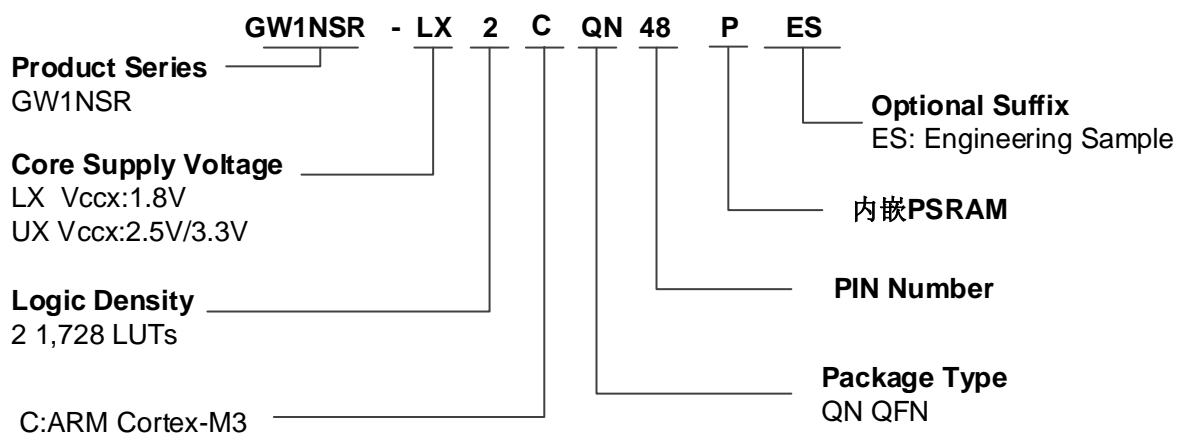 GW1NSR - LX 2 C QN 48 P ES
Product Series
GW1NSR
Optional Suffix
ES: Engineering Sample
Core Supply Voltage
LX Vccx:1.8V
UX Vccx:2.5V/3.3V
内嵌PSRAM
PIN Number
Logic Density
2 1,728 LUTs
Package Type
QN QFN
C:ARM Cortex-M3